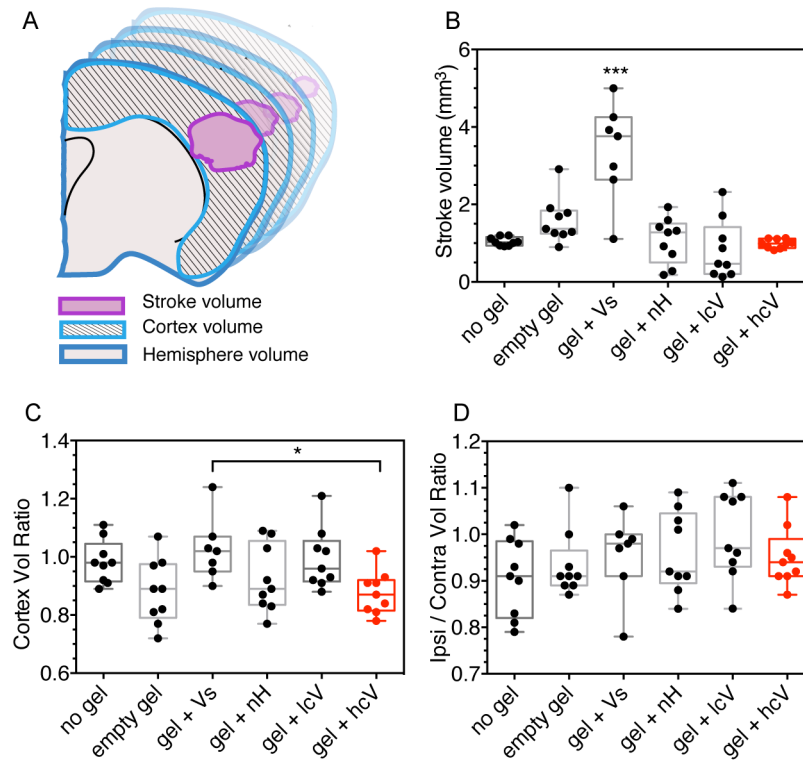 A
Stroke volume
Cortex volume
Hemisphere volume
B
Stroke volume (mm³)
6
4
2
0
***
no gel
empty gel
gel + Vs
gel + nH
gel + lcV
gel + hcV
C
Cortex Vol Ratio
1.4
1.2
1.0
0.8
0.6
*
no gel
empty gel
gel + Vs
gel + nH
gel + lcV
gel + hcV
D
Ipsi / Contra Vol Ratio
1.2
1.1
1.0
0.9
0.8
0.7
no gel
empty gel
gel + Vs
gel + nH
gel + lcV
gel + hcV